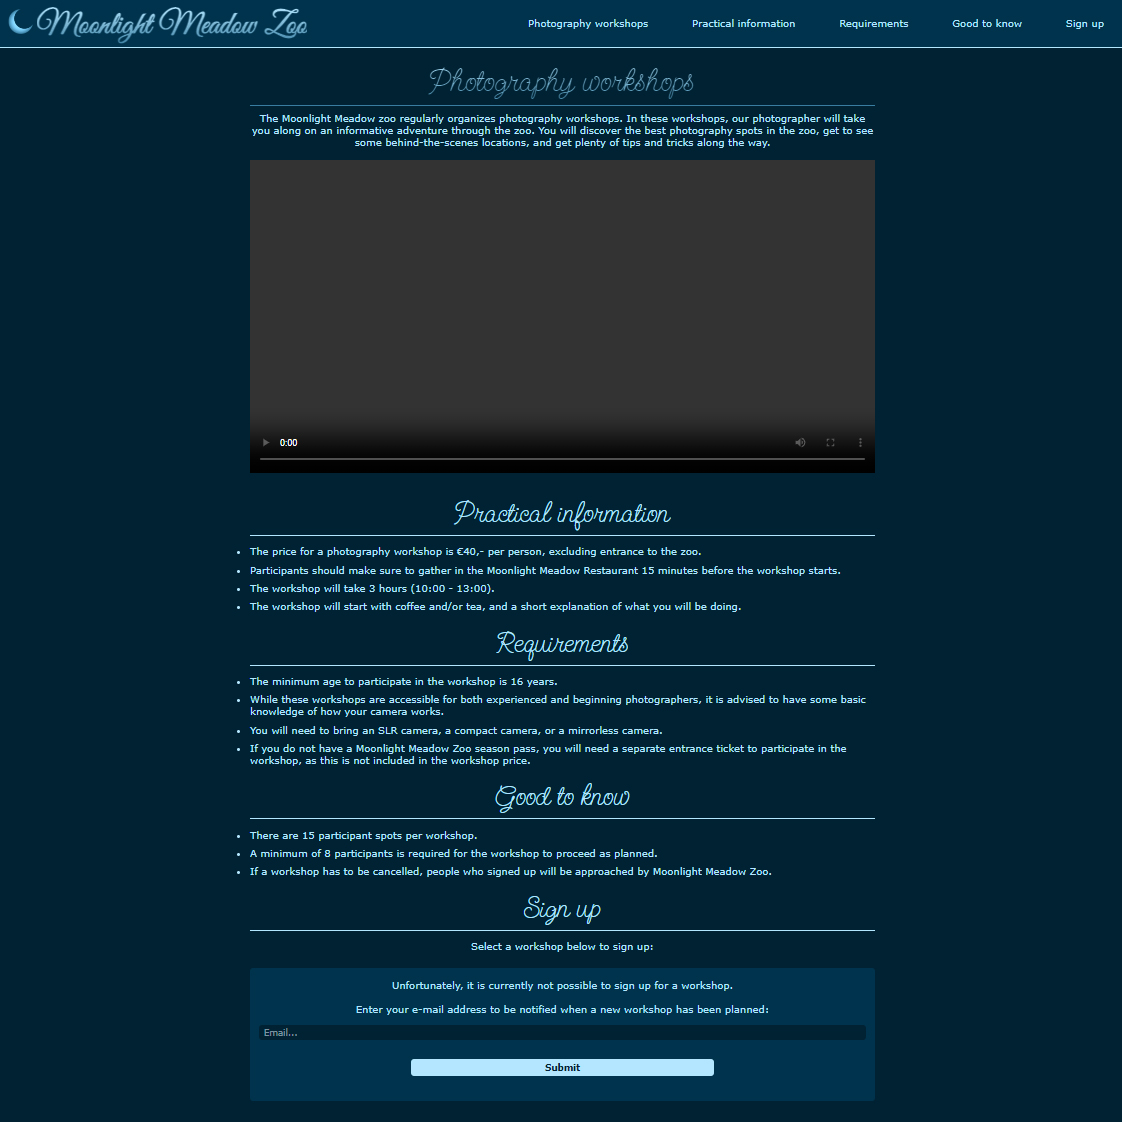 Moonlight Meadow Zoo
Photography workshops
Practical information
Requirements
Good to know
Sign up
Photography workshops
The Moonlight Meadow zoo regularly organizes photography workshops. In these workshops, our photographer will take
you along on an informative adventure through the zoo. You will discover the best photography spots in the zoo, get to see
some behind-the-scenes locations, and get plenty of tips and tricks along the way.
0:00
Practical information
• The price for a photography workshop is €40,- per person, excluding entrance to the zoo.
• Participants should make sure to gather in the Moonlight Meadow Restaurant 15 minutes before the workshop starts.
• The workshop will take 3 hours (10:00 - 13:00).
• The workshop will start with coffee and/or tea, and a short explanation of what you will be doing.
Requirements
• The minimum age to participate in the workshop is 16 years.
• While these workshops are accessible for both experienced and beginning photographers, it is advised to have some basic
knowledge of how your camera works.
• You will need to bring an SLR camera, a compact camera, or a mirrorless camera.
• If you do not have a Moonlight Meadow Zoo season pass, you will need a separate entrance ticket to participate in the
workshop, as this is not included in the workshop price.
Good to know
• There are 15 participant spots per workshop.
• A minimum of 8 participants is required for the workshop to proceed as planned.
• If a workshop has to be cancelled, people who signed up will be approached by Moonlight Meadow Zoo.
Sign up
Select a workshop below to sign up:
Unfortunately, it is currently not possible to sign up for a workshop.
Enter your e-mail address to be notified when a new workshop has been planned:
Email...
Submit